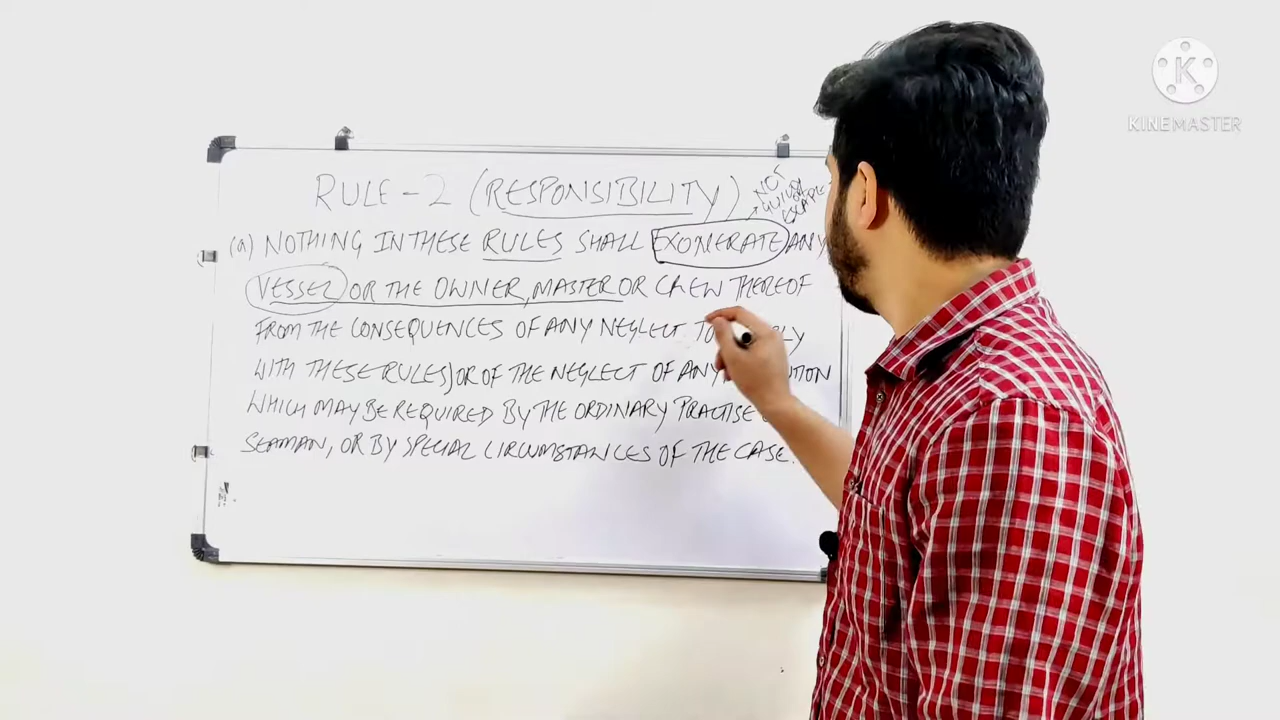 RULE-2 (RESPONSIBILITY)
NOT
ESCAPE
(a) NOTHING IN THESE RULES SHALL EXONERATE ANY
VESSEL OR THE OWNER, MASTER OR CREW THEREOF
FROM THE CONSEQUENCES OF ANY NEGLECT TO
WITH THESE RULES) OR OF THE NEGLECT OF ANY
WHICH MAY BE REQUIRED BY THE ORDINARY PRACTISE
SEAMAN, OR BY SPECIAL CIRCUMSTANCES OF THE CASE.
K
KINEMASTER